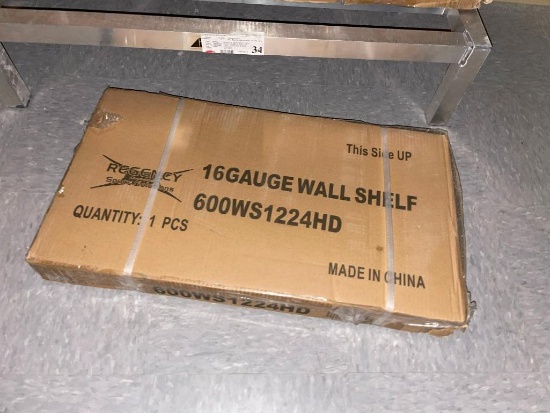 34
This Side UP
REGENCY
16GAUGE WALL SHELF
600WS1224HD
QUANTITY: 1 PCS
MADE IN CHINA
600WS1224HD